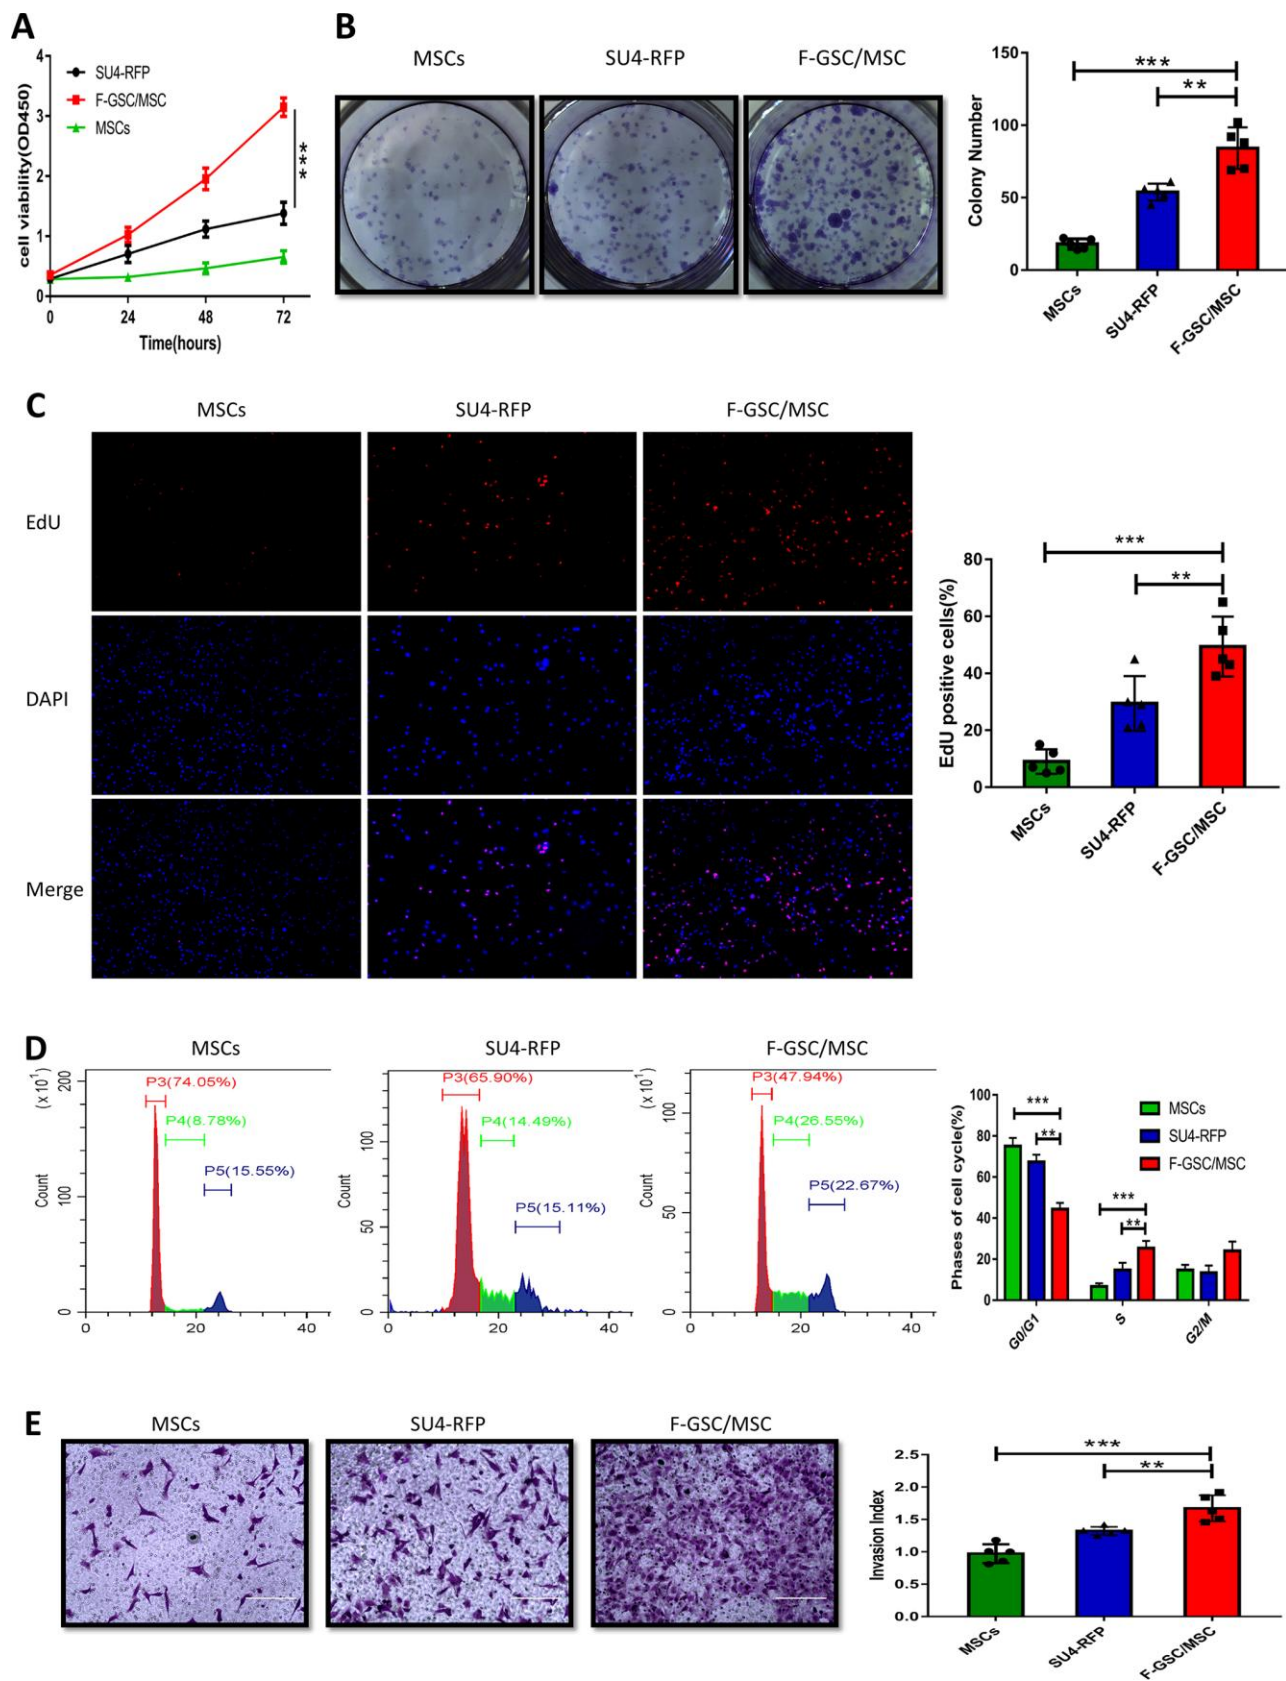 A
4
3
2
1
0
cell viability(OD450)
SU4-RFP
F-GSC/MSC
MSCs
***
0 24 48 72
Time(hours)
B
MSCs SU4-RFP F-GSC/MSC
Colony Number
150
100
50
0
***
**
MSCs SU4-RFP F-GSC/MSC
C
MSCs SU4-RFP F-GSC/MSC
EdU
DAPI
Merge
EdU positive cells(%)
80
60
40
20
0
***
**
MSCs SU4-RFP F-GSC/MSC
D
MSCs
(x 10¹)
Count
200
100
0
P3(74.05%)
P4(8.78%)
P5(15.55%)
0 20 40
SU4-RFP
Count
100
50
0
P3(65.90%)
P4(14.49%)
P5(15.11%)
0 20 40
F-GSC/MSC
(x 10¹)
Count
100
50
0
P3(47.94%)
P4(26.55%)
P5(22.67%)
0 20 40
Phases of cell cycle(%)
100
80
60
40
20
0
***
**
***
**
MSCs
SU4-RFP
F-GSC/MSC
G0/G1 S G2/M
E
MSCs SU4-RFP F-GSC/MSC
Invasion Index
2.5
2.0
1.5
1.0
0.5
0.0
***
**
MSCs SU4-RFP F-GSC/MSC